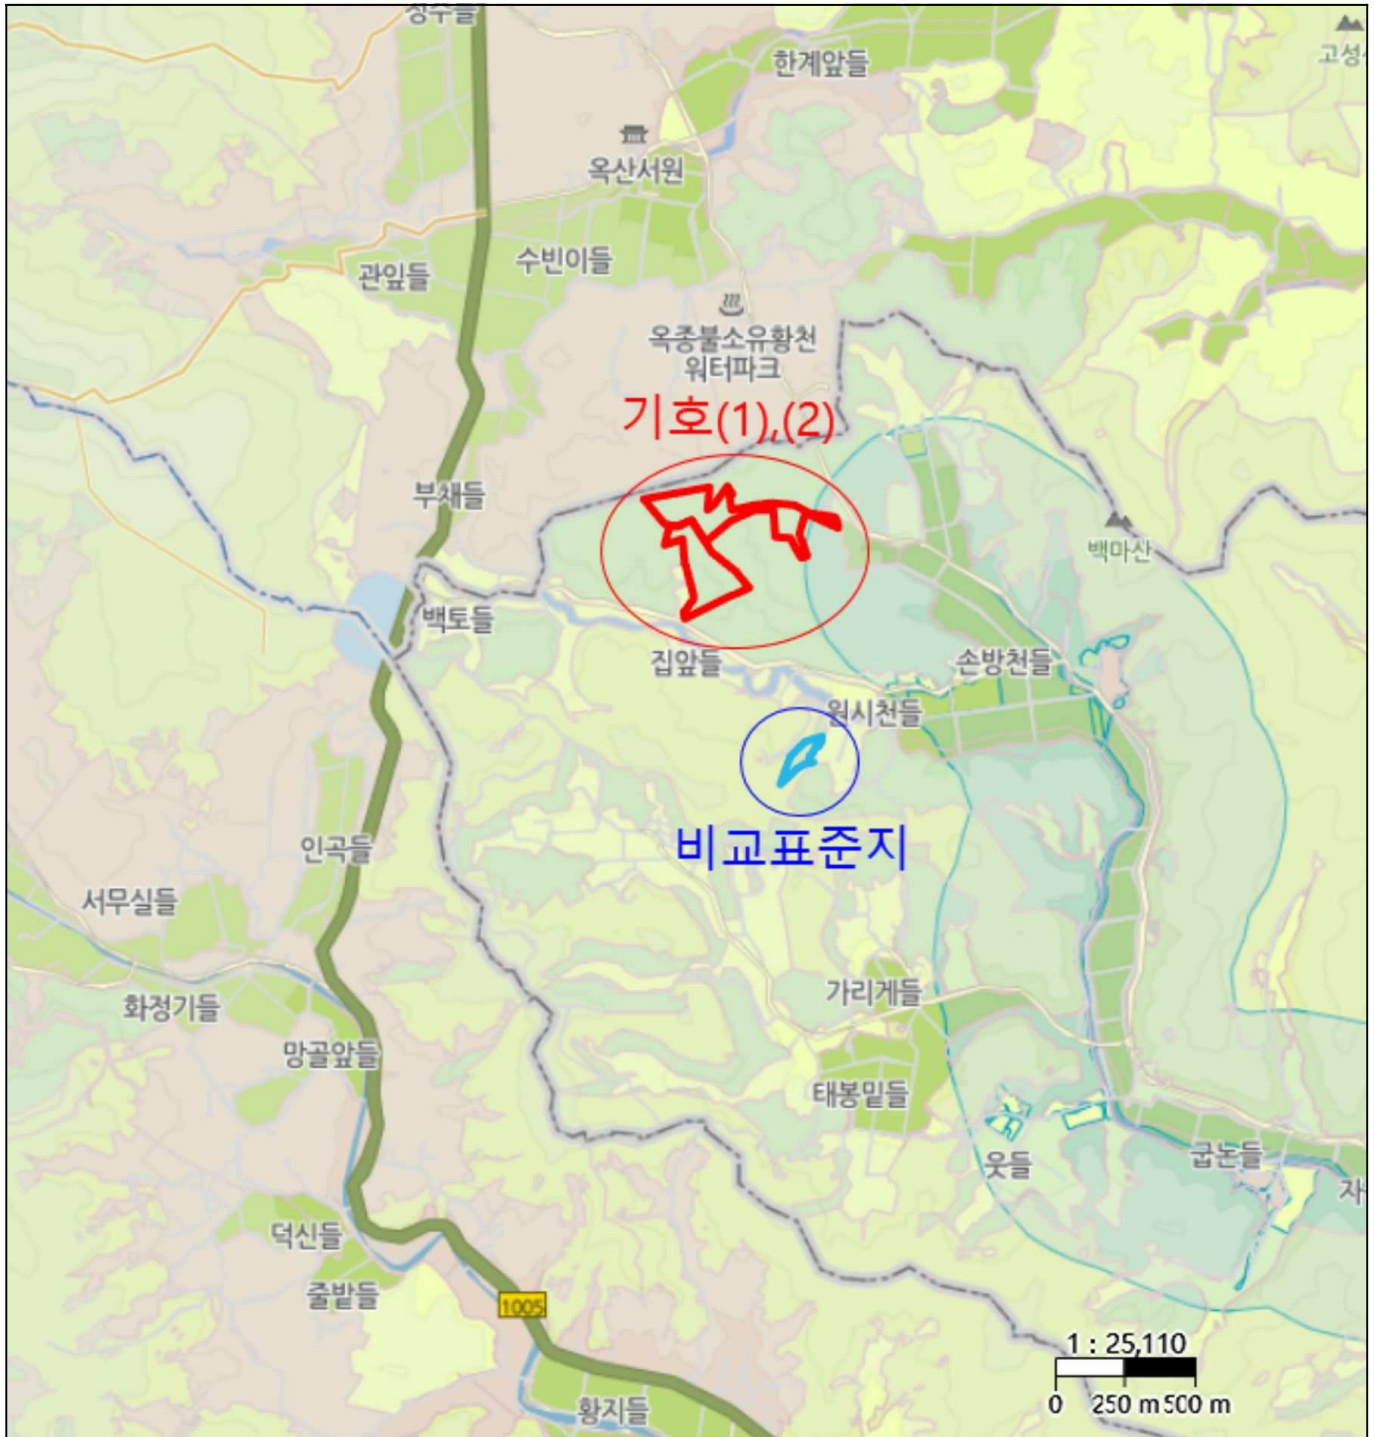 한계앞들
옥산서원
수빈이들
관잎들
옥종불소유황천
워터파크
기호(1),(2)
부채들
백마산
백토들
집앞들
손방천들
원시천들
비교표준지
인곡들
서무실들
가리게들
화정기들
망골앞들
태봉밑들
굽논들
웃들
덕신들
줄밭들
1005
1 : 25,110
0 250 m 500 m
황지들